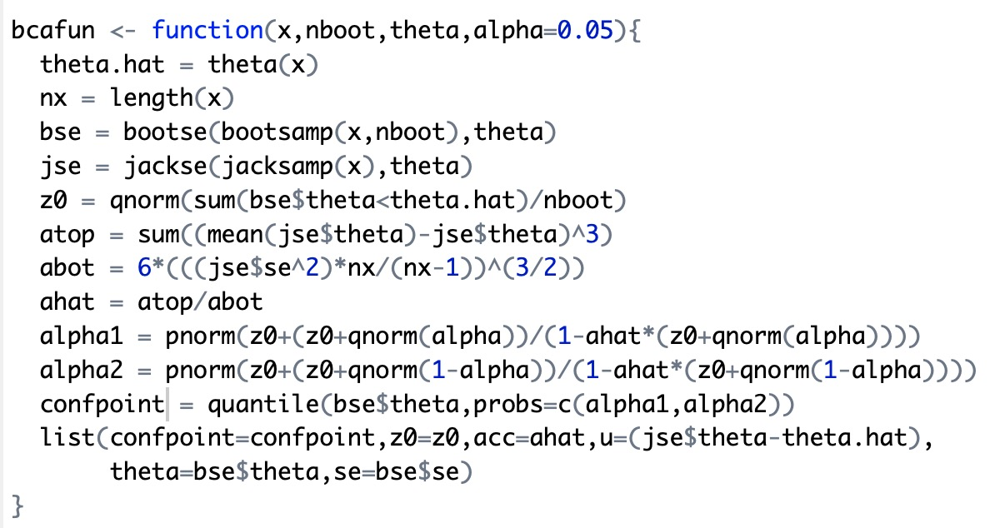 bcafun <- function(x,nboot,theta,alpha=0.05){
  theta.hat = theta(x)
  nx = length(x)
  bse = bootse(bootsamp(x,nboot),theta)
  jse = jackse(jacksamp(x),theta)
  z0 = qnorm(sum(bse$theta<theta.hat)/nboot)
  atop = sum((mean(jse$theta)-jse$theta)^3)
  abot = 6*(((jse$se^2)*nx/(nx-1))^(3/2))
  ahat = atop/abot
  alpha1 = pnorm(z0+(z0+qnorm(alpha))/(1-ahat*(z0+qnorm(alpha))))
  alpha2 = pnorm(z0+(z0+qnorm(1-alpha))/(1-ahat*(z0+qnorm(1-alpha))))
  confpoint = quantile(bse$theta,probs=c(alpha1,alpha2))
  list(confpoint=confpoint,z0=z0,acc=ahat,u=(jse$theta-theta.hat),
       theta=bse$theta,se=bse$se)
}